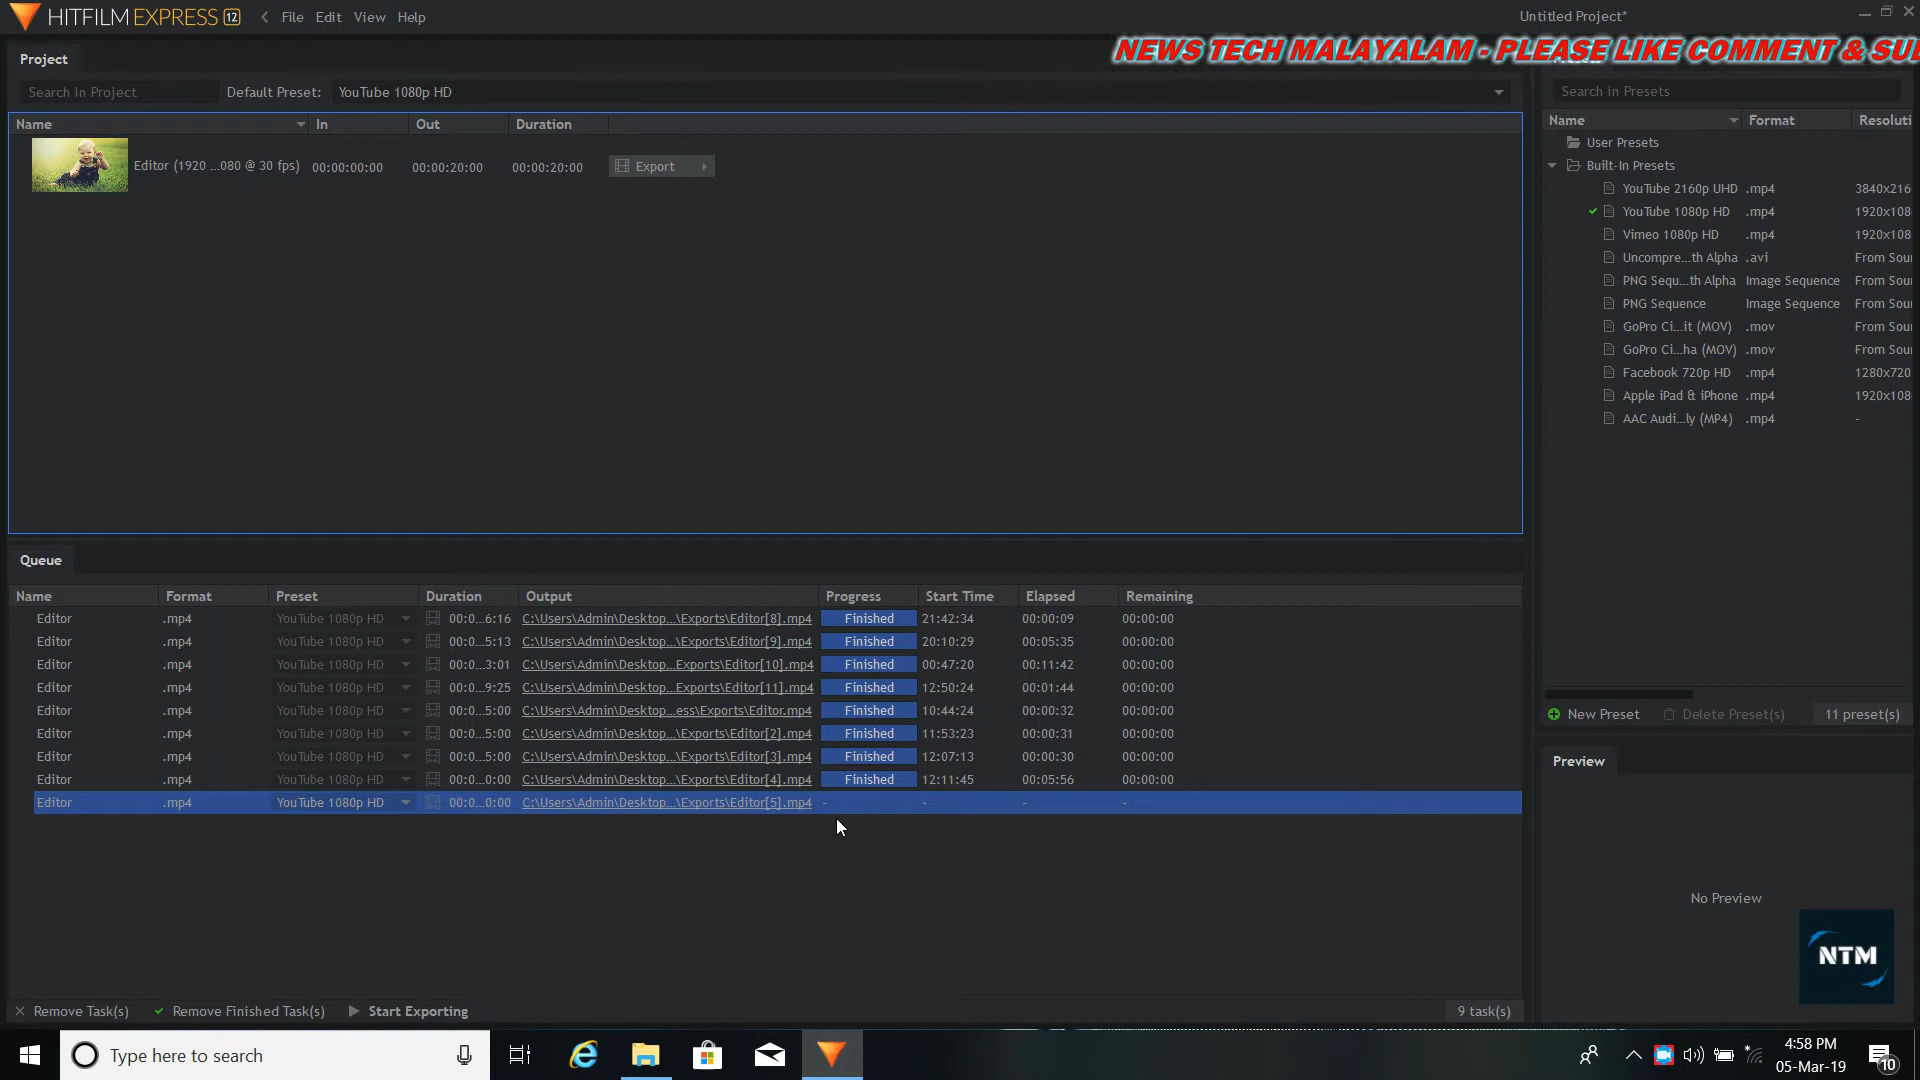 HITFILM EXPRESS 12 File Edit View Help Untitled Project*
NEWS TECH MALAYALAM - PLEASE LIKE COMMENT &
Project
Search in Project Default Preset: YouTube 1080p HD
Name In Out Duration
Editor (1920 ...080 @ 30 fps) 00:00:00:00 00:00:20:00 00:00:20:00 Export
Search in Presets
Name Format Resoluti
User Presets
Built-In Presets
YouTube 2160p UHD .mp4 3840x216
YouTube 1080p HD .mp4 1920x108
Vimeo 1080p HD .mp4 1920x108
Uncompre...th Alpha .avi From Sour
PNG Sequ...th Alpha Image Sequence From Sour
PNG Sequence Image Sequence From Sour
GoPro Ci...it (MOV) .mov From Sour
GoPro Ci...ha (MOV) .mov From Sour
Facebook 720p HD .mp4 1280x720
Apple iPad & iPhone .mp4 1920x108
AAC Audi...ly (MP4) .mp4 -
New Preset Delete Preset(s) 11 preset(s)
Queue
Name Format Preset Duration Output Progress Start Time Elapsed Remaining
Editor .mp4 YouTube 1080p HD 00:0...6:16 C:\Users\Admin\Desktop...\Exports\Editor[8].mp4 Finished 21:42:34 00:00:09 00:00:00
Editor .mp4 YouTube 1080p HD 00:0...5:13 C:\Users\Admin\Desktop...\Exports\Editor[9].mp4 Finished 20:10:29 00:05:35 00:00:00
Editor .mp4 YouTube 1080p HD 00:0...3:01 C:\Users\Admin\Desktop...Exports\Editor[10].mp4 Finished 00:47:20 00:11:42 00:00:00
Editor .mp4 YouTube 1080p HD 00:0...9:25 C:\Users\Admin\Desktop...Exports\Editor[11].mp4 Finished 12:50:24 00:01:44 00:00:00
Editor .mp4 YouTube 1080p HD 00:0...5:00 C:\Users\Admin\Desktop...ess\Exports\Editor.mp4 Finished 10:44:24 00:00:32 00:00:00
Editor .mp4 YouTube 1080p HD 00:0...5:00 C:\Users\Admin\Desktop...\Exports\Editor[2].mp4 Finished 11:53:23 00:00:31 00:00:00
Editor .mp4 YouTube 1080p HD 00:0...5:00 C:\Users\Admin\Desktop...\Exports\Editor[3].mp4 Finished 12:07:13 00:00:30 00:00:00
Editor .mp4 YouTube 1080p HD 00:0...0:00 C:\Users\Admin\Desktop...\Exports\Editor[4].mp4 Finished 12:11:45 00:05:56 00:00:00
Editor .mp4 YouTube 1080p HD 00:0...0:00 C:\Users\Admin\Desktop...\Exports\Editor[5].mp4 - - - -
Preview
No Preview
NTM
Remove Task(s) Remove Finished Task(s) Start Exporting 9 task(s)
Type here to search
4:58 PM
05-Mar-19
10